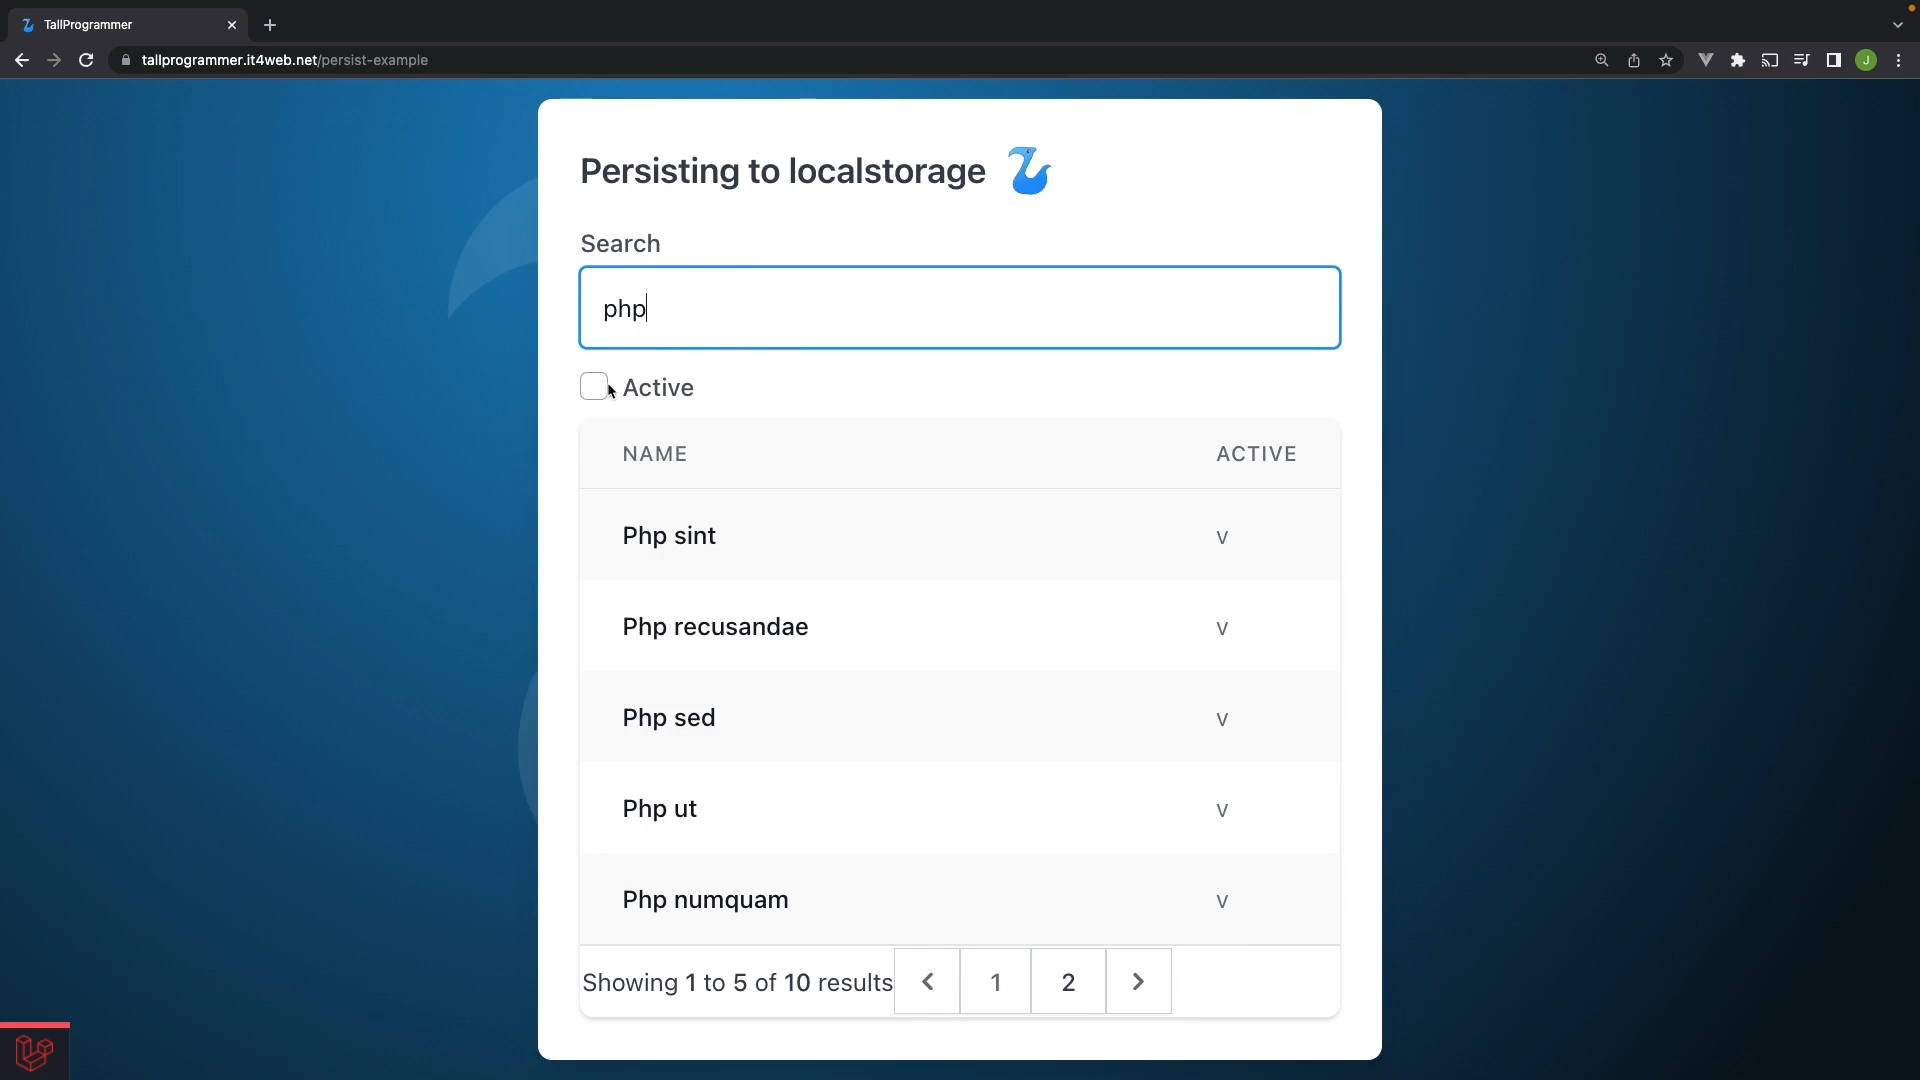 TallProgrammer
tallprogrammer.it4web.net/persist-example
J
Persisting to localstorage
Search
php
Active
NAME ACTIVE
Php sint v
Php recusandae v
Php sed v
Php ut v
Php numquam v
Showing 1 to 5 of 10 results 1 2